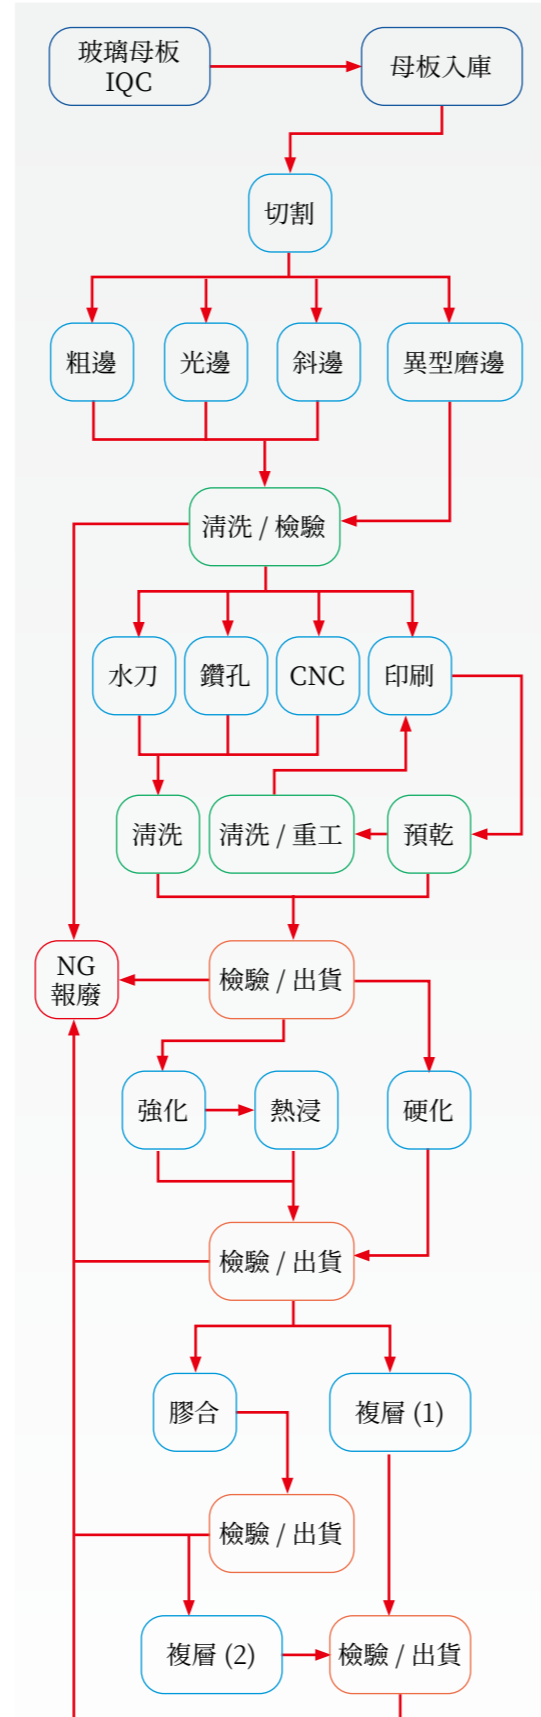 玻璃母板
IQC
母板入庫
切割
粗邊
光邊
斜邊
異型磨邊
清洗 / 檢驗
水刀
鑽孔
CNC
印刷
清洗
清洗 / 重工
預乾
NG
報廢
檢驗 / 出貨
強化
熱浸
硬化
檢驗 / 出貨
膠合
複層 (1)
檢驗 / 出貨
複層 (2)
檢驗 / 出貨